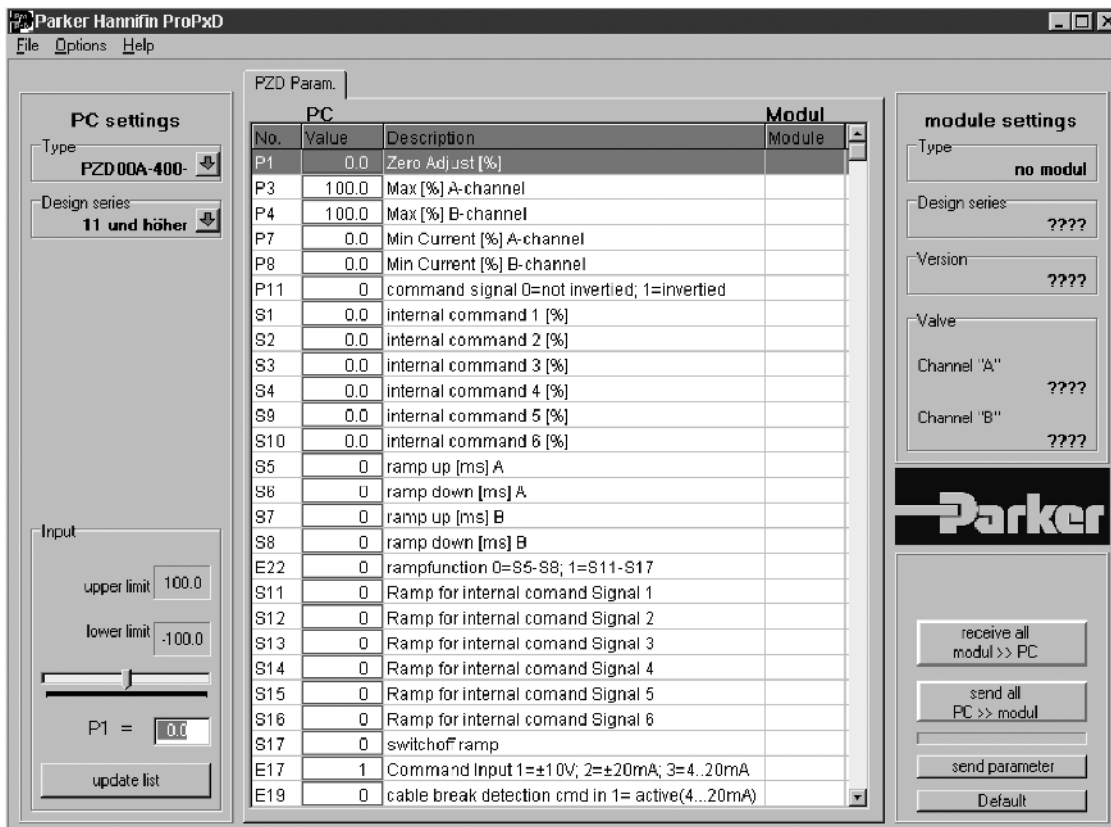 Parker Hannifin ProPxD
File Options Help
PC settings
Type
PZD00A-400-
Design series
11 und höher
Input
upper limit 100.0
lower limit -100.0
P1 = 0.0
update list
PZD Param.
PC Modul
No. Value Description Module
P1 0.0 Zero Adjust [%]
P3 100.0 Max [%] A-channel
P4 100.0 Max [%] B-channel
P7 0.0 Min Current [%] A-channel
P8 0.0 Min Current [%] B-channel
P11 0 command signal 0=not invertied; 1=invertied
S1 0.0 internal command 1 [%]
S2 0.0 internal command 2 [%]
S3 0.0 internal command 3 [%]
S4 0.0 internal command 4 [%]
S9 0.0 internal command 5 [%]
S10 0.0 internal command 6 [%]
S5 0 ramp up [ms] A
S6 0 ramp down [ms] A
S7 0 ramp up [ms] B
S8 0 ramp down [ms] B
E22 0 rampfunction 0=S5-S8; 1=S11-S17
S11 0 Ramp for internal comand Signal 1
S12 0 Ramp for internal comand Signal 2
S13 0 Ramp for internal comand Signal 3
S14 0 Ramp for internal comand Signal 4
S15 0 Ramp for internal comand Signal 5
S16 0 Ramp for internal comand Signal 6
S17 0 switchoff ramp
E17 1 Command Input 1=±10V; 2=±20mA; 3=4..20mA
E19 0 cable break detection cmd in 1= active(4...20mA)
module settings
Type
no modul
Design series
????
Version
????
Valve
Channel "A"
????
Channel "B"
????
Parker
receive all
modul >> PC
send all
PC >> modul
send parameter
Default